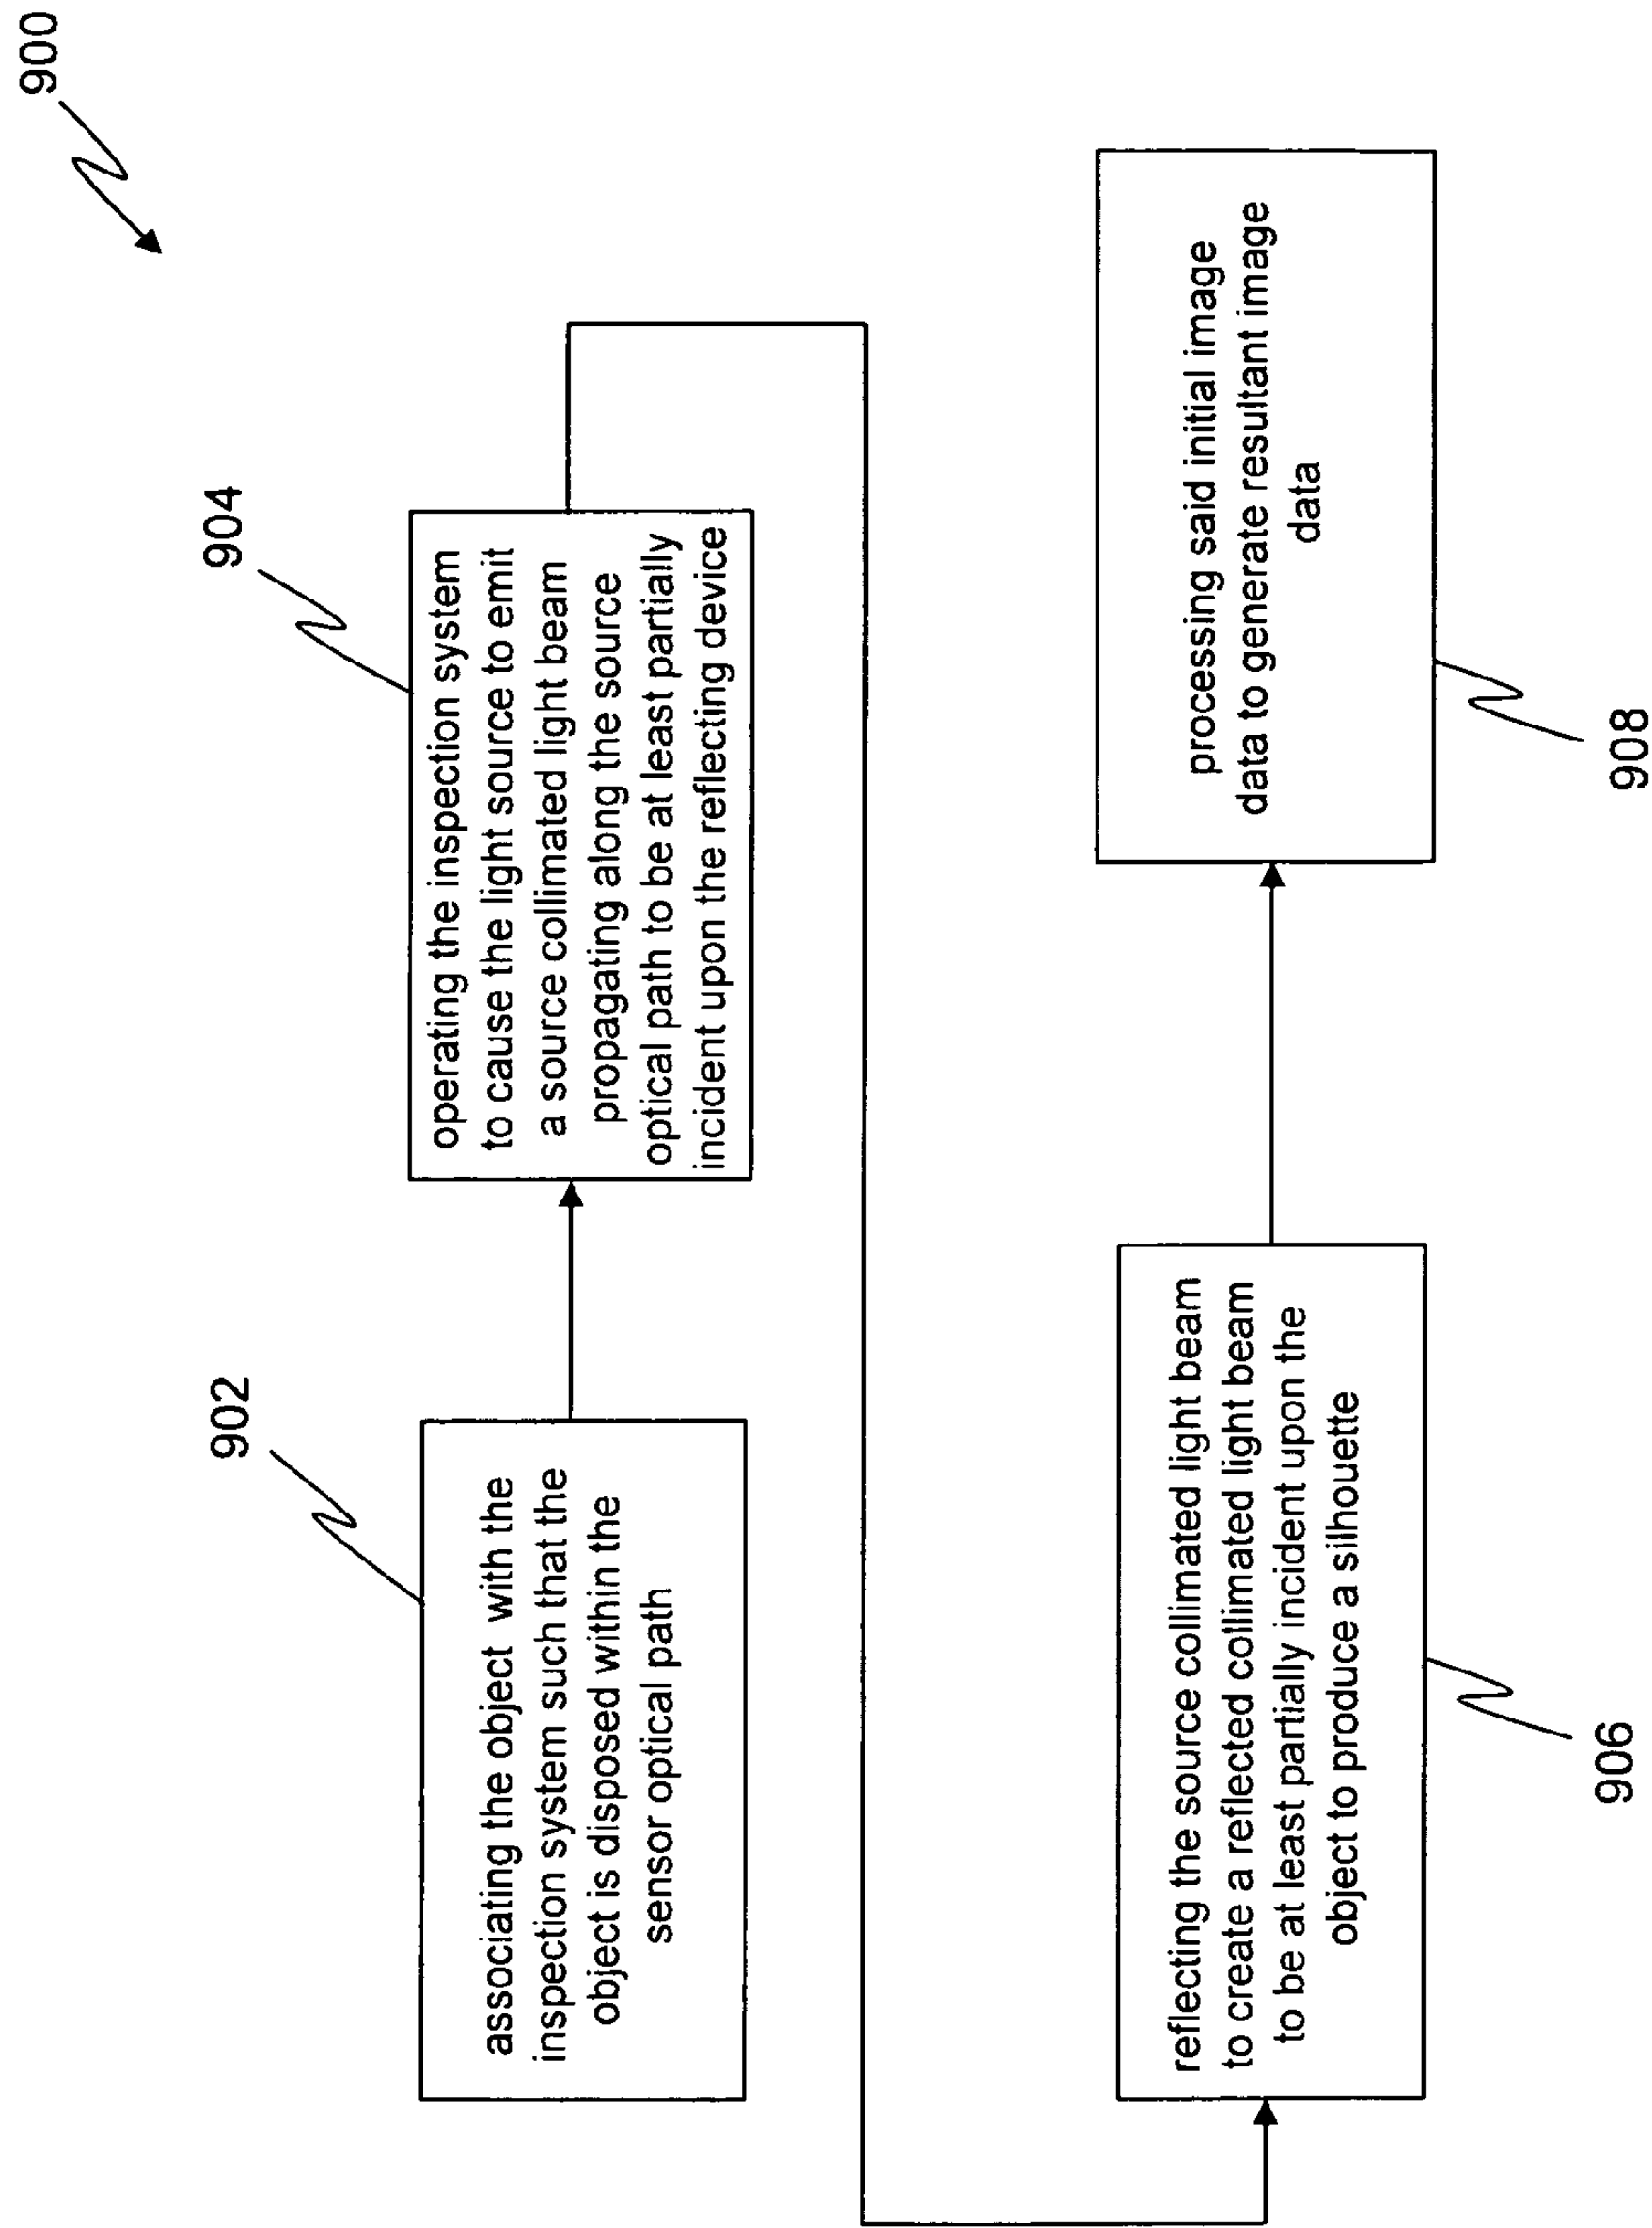 900
902
associating the object with the
inspection system such that the
object is disposed within the
sensor optical path
904
operating the inspection system
to cause the light source to emit
a source collimated light beam
propagating along the source
optical path to be at least partially
incident upon the reflecting device
reflecting the source collimated light beam
to create a reflected collimated light beam
to be at least partially incident upon the
object to produce a silhouette
906
processing said initial image
data to generate resultant image
data
908